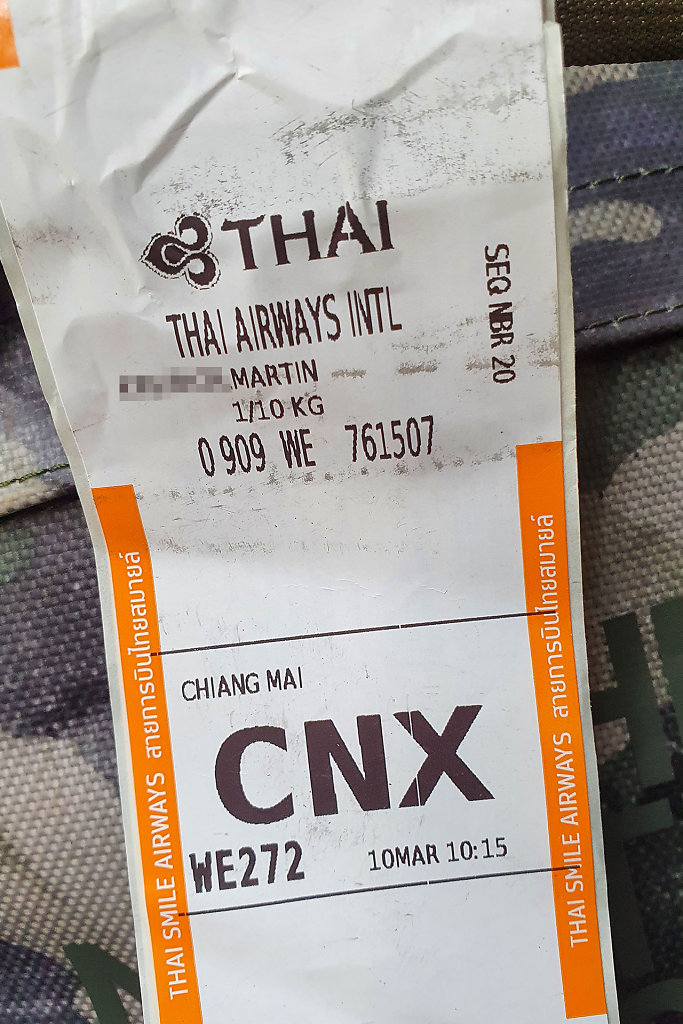 THAI
THAI AIRWAYS INTL
SEQ NBR 20
MARTIN
1/10 KG
0 909 WE 761507
CHIANG MAI
CNX
WE272 10MAR 10:15
THAI SMILE AIRWAYS สายการบินไทยสมายล์
THAI SMILE AIRWAYS สายการบินไทยสมายล์